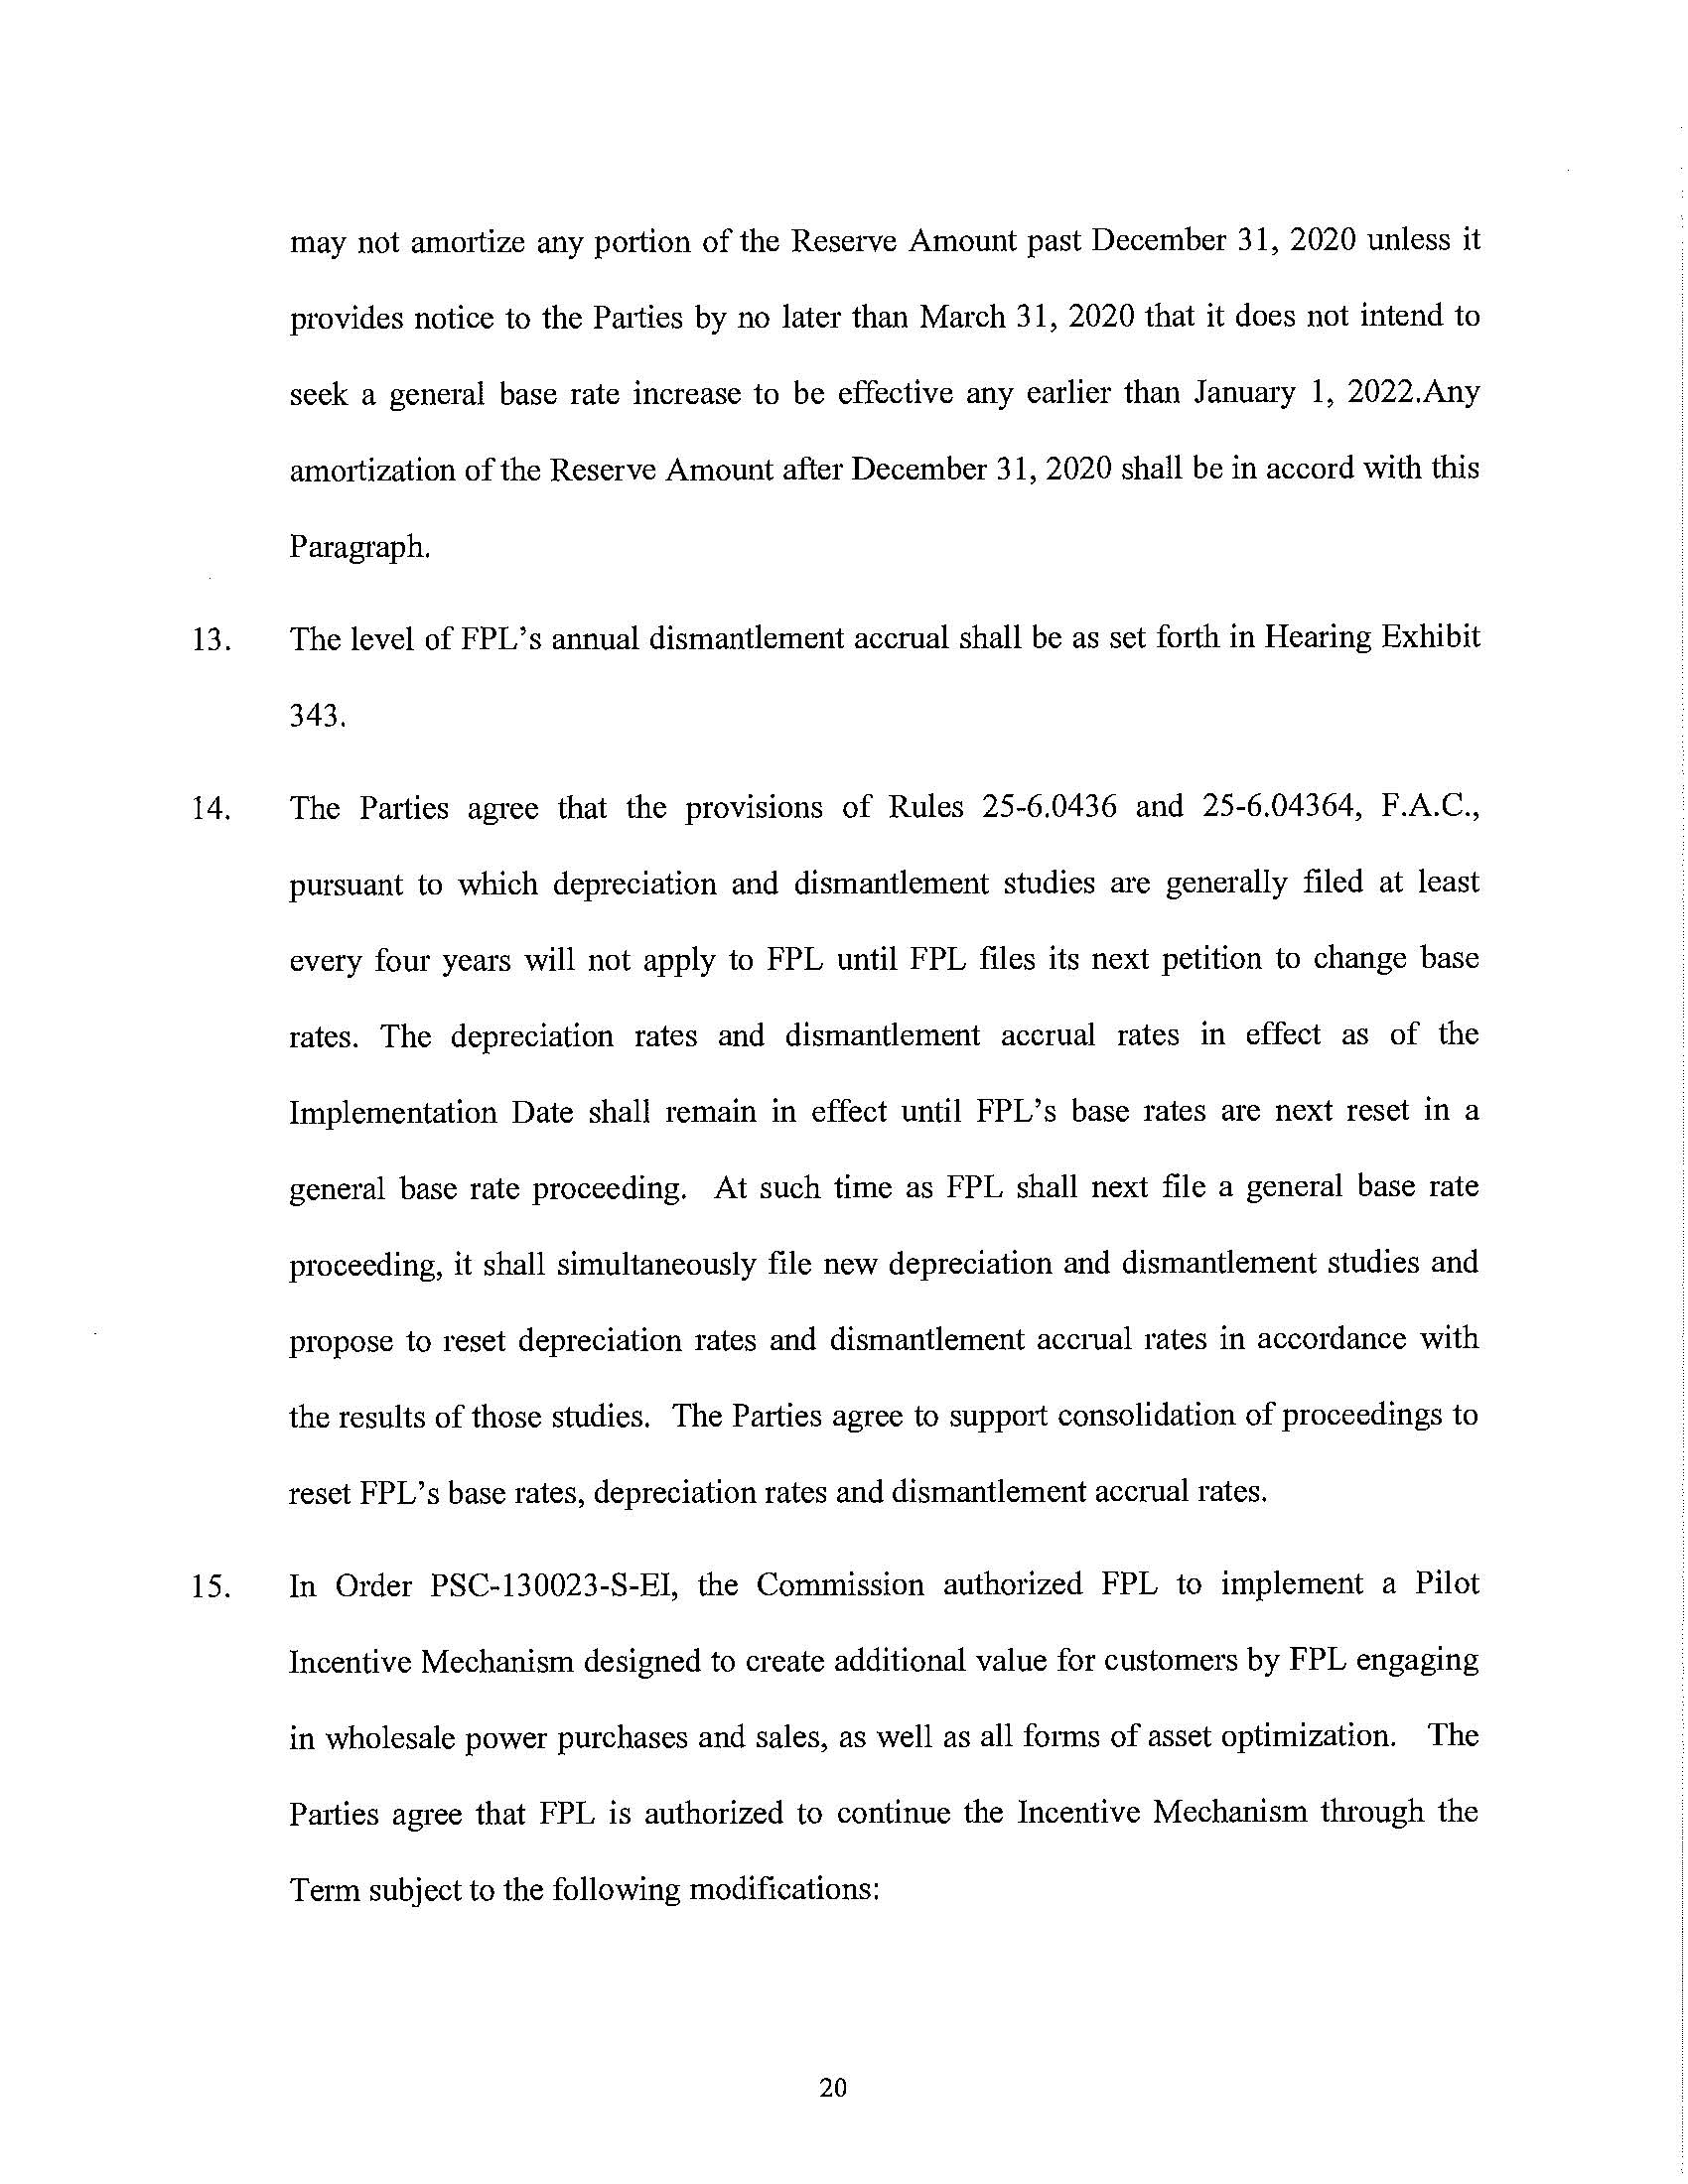 may not amortize any portion of the Reserve Amount past December 31, 2020 unless it
provides notice to the Parties by no later than March 31, 2020 that it does not intend to
seek a general base rate increase to be effective any earlier than January 1, 2022.Any
amortization of the Reserve Amount after December 31, 2020 shall be in accord with this
Paragraph.
13. The level of FPL's annual dismantlement accrual shall be as set forth in Hearing Exhibit
343.
14. The Parties agree that the provisions of Rules 25-6.0436 and 25-6.04364, F.A.C.,
pursuant to which depreciation and dismantlement studies are generally filed at least
every four years will not apply to FPL until FPL files its next petition to change base
rates. The depreciation rates and dismantlement accrual rates in effect as of the
Implementation Date shall remain in effect until FPL's base rates are next reset in a
general base rate proceeding. At such time as FPL shall next file a general base rate
proceeding, it shall simultaneously file new depreciation and dismantlement studies and
propose to reset depreciation rates and dismantlement accrual rates in accordance with
the results of those studies. The Parties agree to support consolidation of proceedings to
reset FPL's base rates, depreciation rates and dismantlement accrual rates.
15. In Order PSC-130023-S-EI, the Commission authorized FPL to implement a Pilot
Incentive Mechanism designed to create additional value for customers by FPL engaging
in wholesale power purchases and sales, as well as all forms of asset optimization. The
Parties agree that FPL is authorized to continue the Incentive Mechanism through the
Term subject to the following modifications:
20